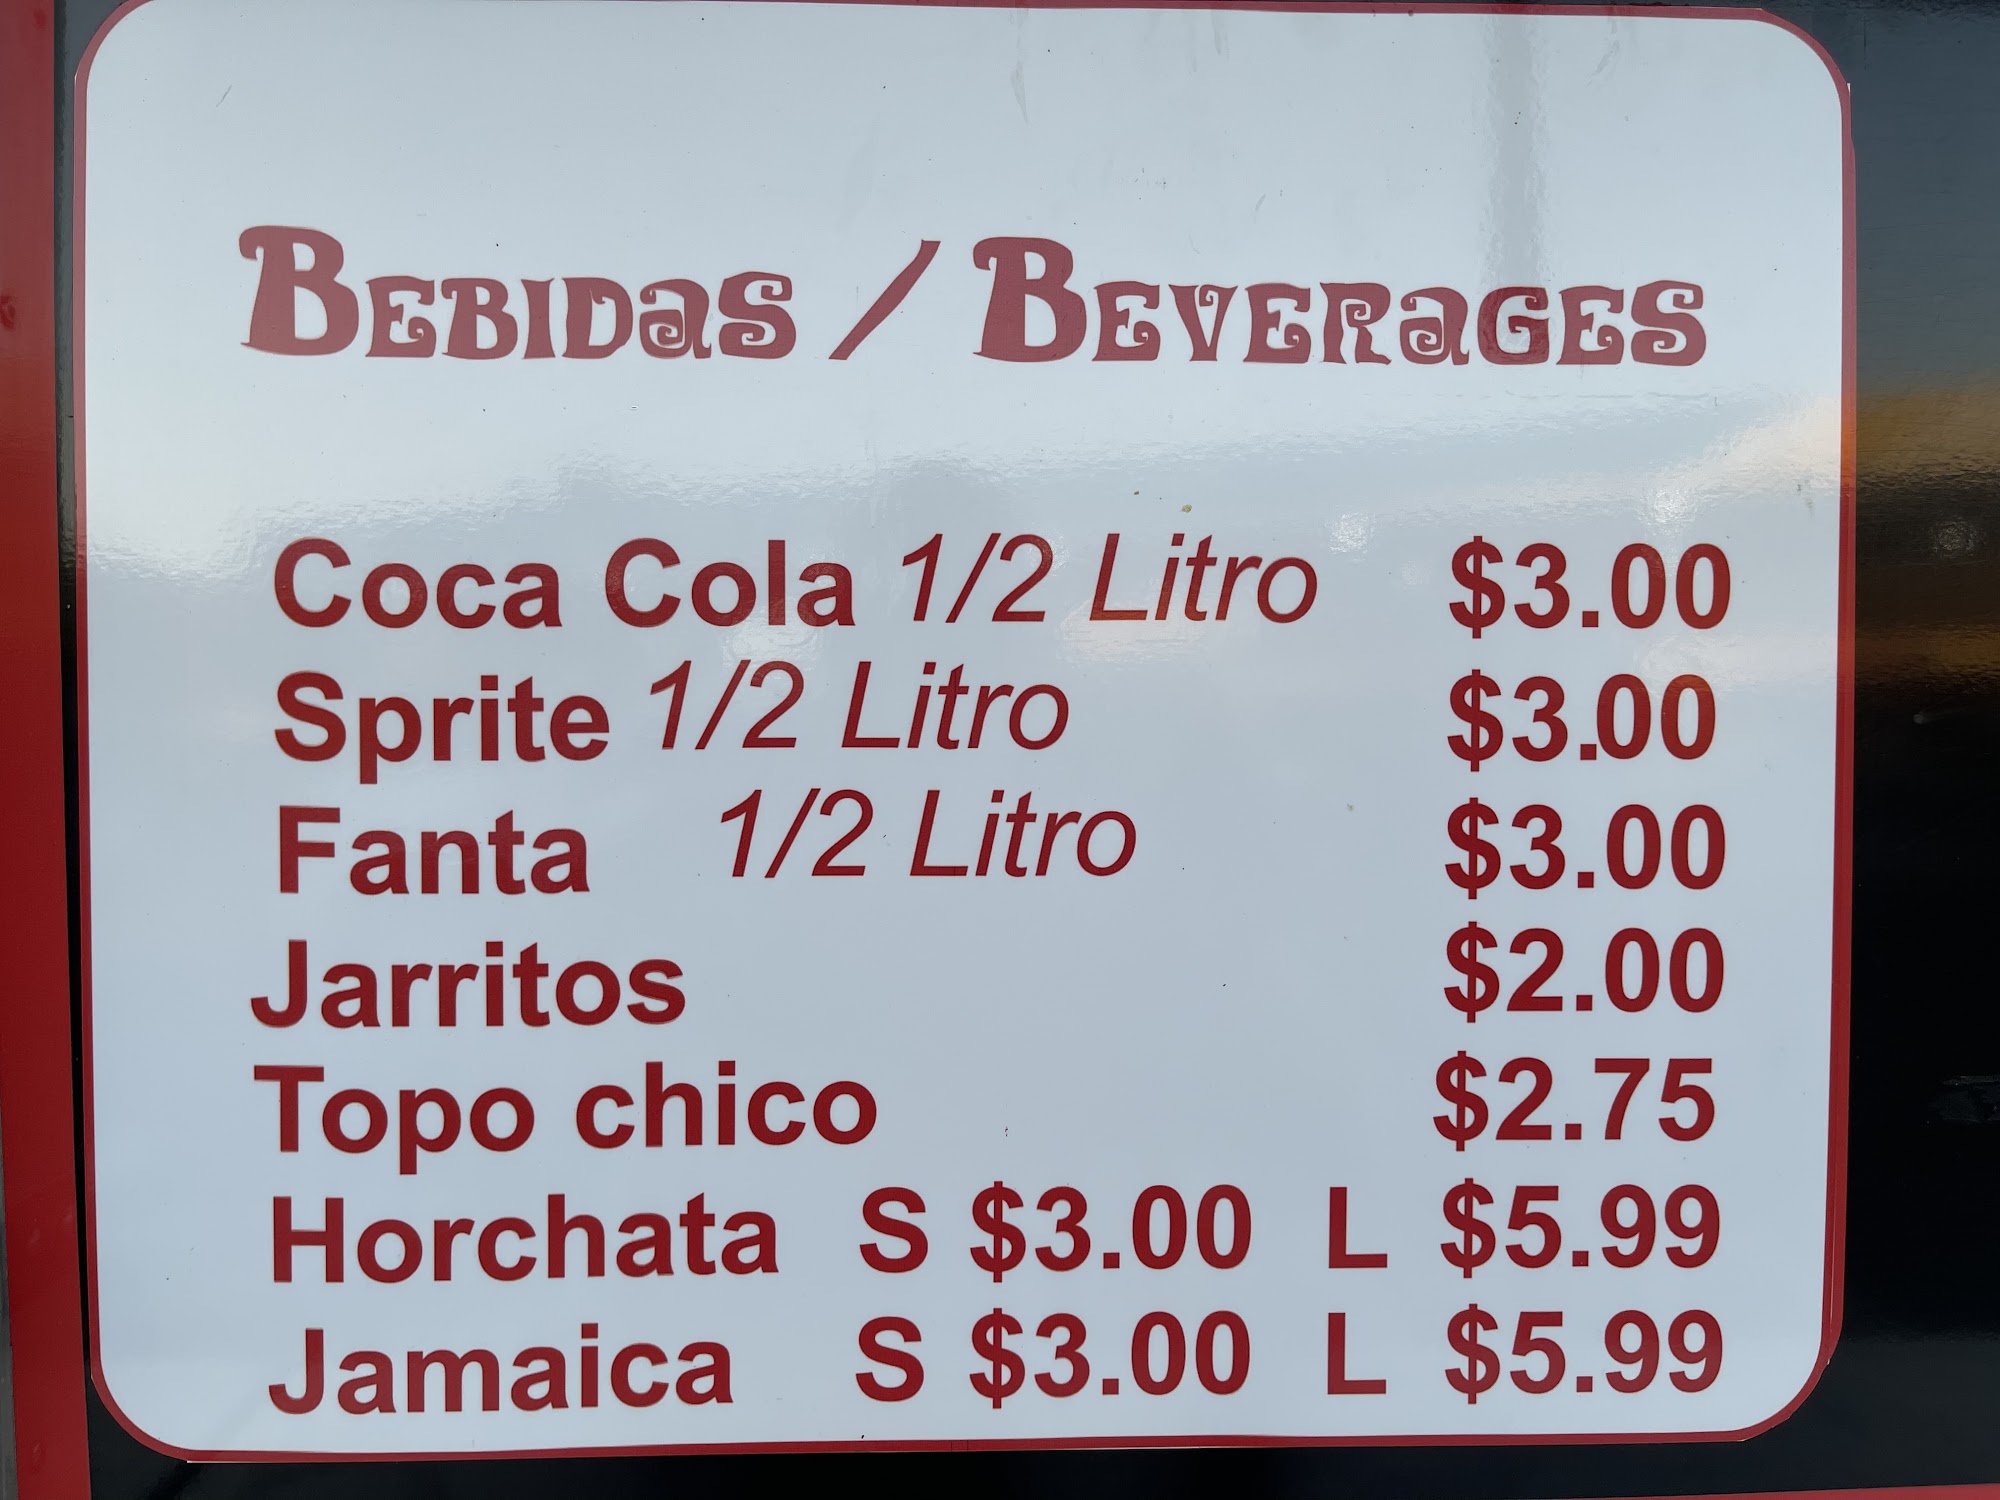 Bebidas / Beverages
Coca Cola 1/2 Litro $3.00
Sprite 1/2 Litro $3.00
Fanta 1/2 Litro $3.00
Jarritos $2.00
Topo chico $2.75
Horchata S $3.00 L $5.99
Jamaica S $3.00 L $5.99